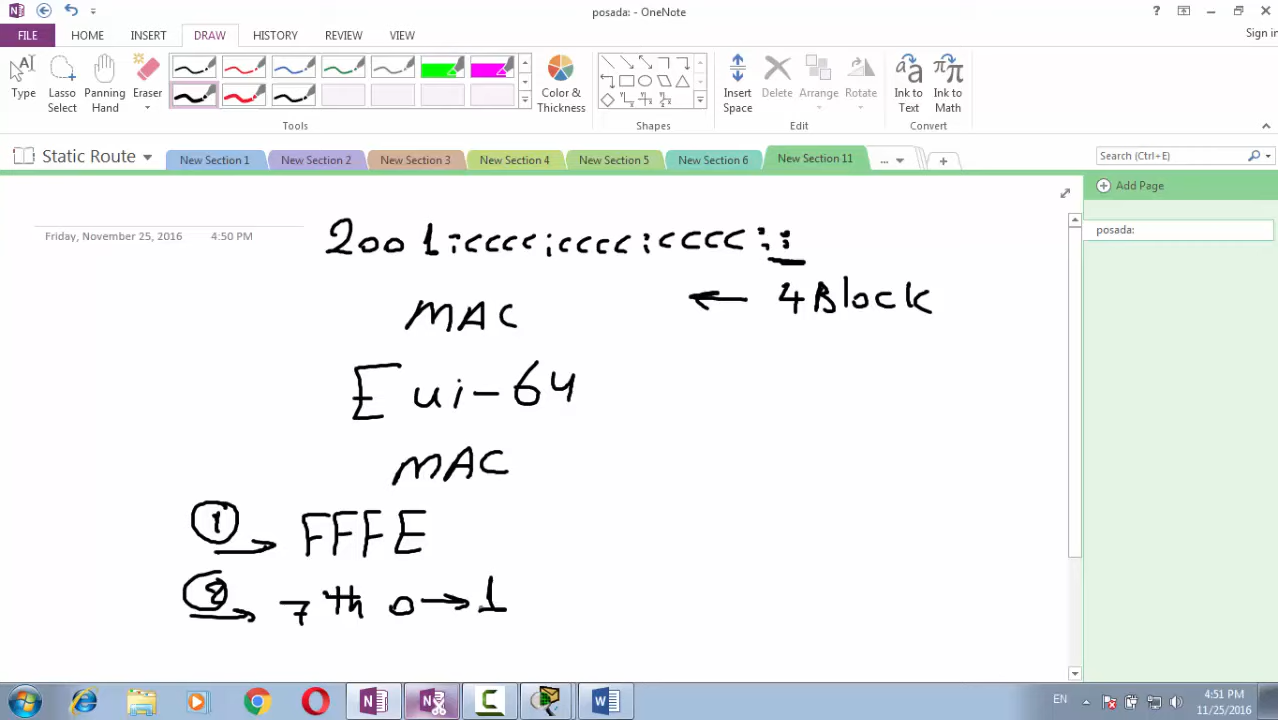 posada: - OneNote
Sign in
FILE HOME INSERT DRAW HISTORY REVIEW VIEW
Type
Lasso Select
Panning Hand
Eraser
Color & Thickness
Insert Space
Delete
Arrange
Rotate
Ink to Text
Ink to Math
Tools
Shapes
Edit
Convert
Static Route
New Section 1 New Section 2 New Section 3 New Section 4 New Section 5 New Section 6 New Section 11 ...
Search (Ctrl+E)
Add Page
posada:
Friday, November 25, 2016 4:50 PM
2001:cccc:cccc:cccc::
← 4Block
MAC
Eui-64
MAC
1 → FFFE
7th 0→1
EN
4:51 PM
11/25/2016